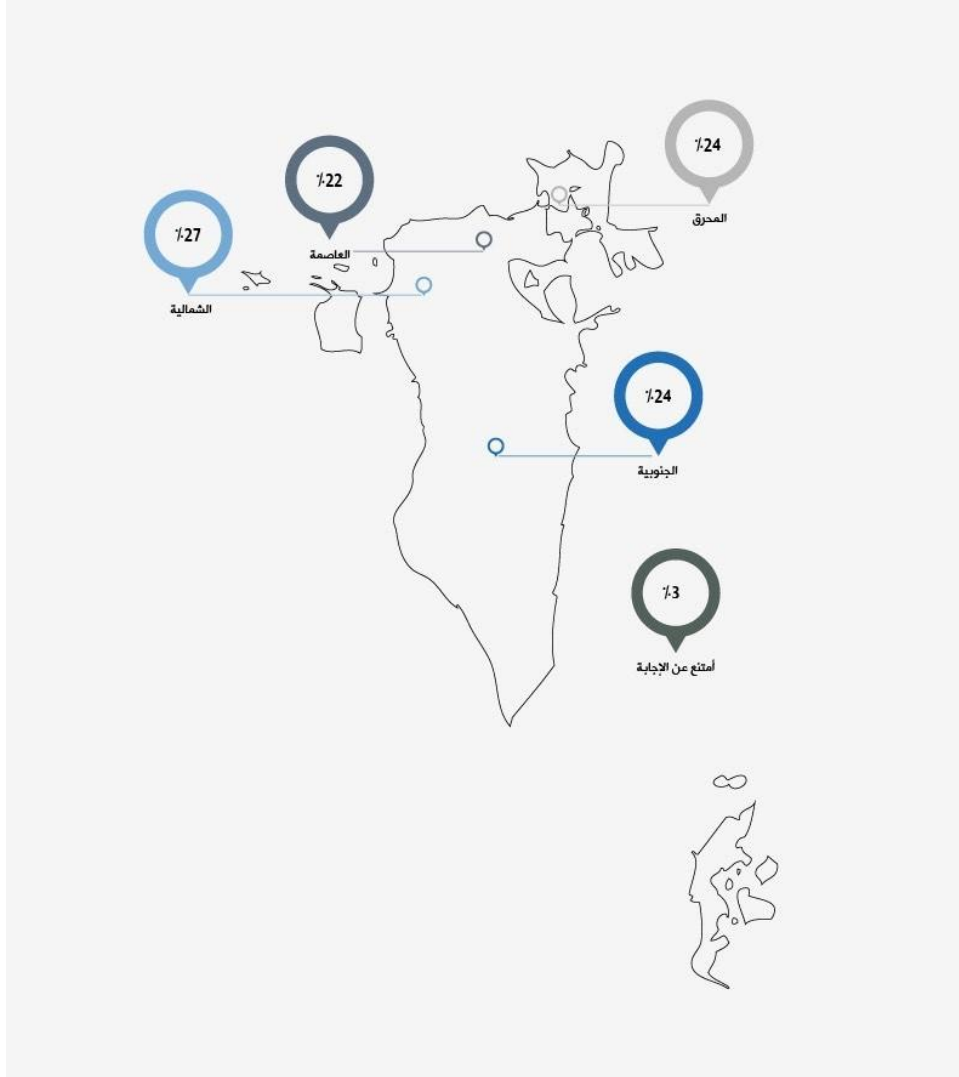 ٪24
المحرق
٪22
العاصمة
٪27
الشمالية
٪24
الجنوبية
٪3
أمتنع عن الإجابة